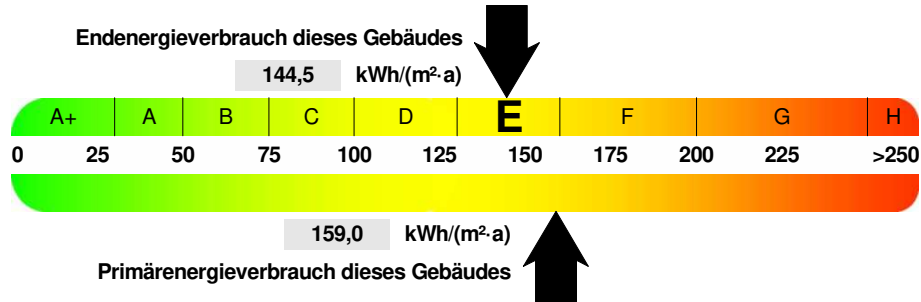 Endenergieverbrauch dieses Gebäudes
144,5 kWh/(m²·a)
A+ A B C D E F G H
0 25 50 75 100 125 150 175 200 225 >250
159,0 kWh/(m²·a)
Primärenergieverbrauch dieses Gebäudes